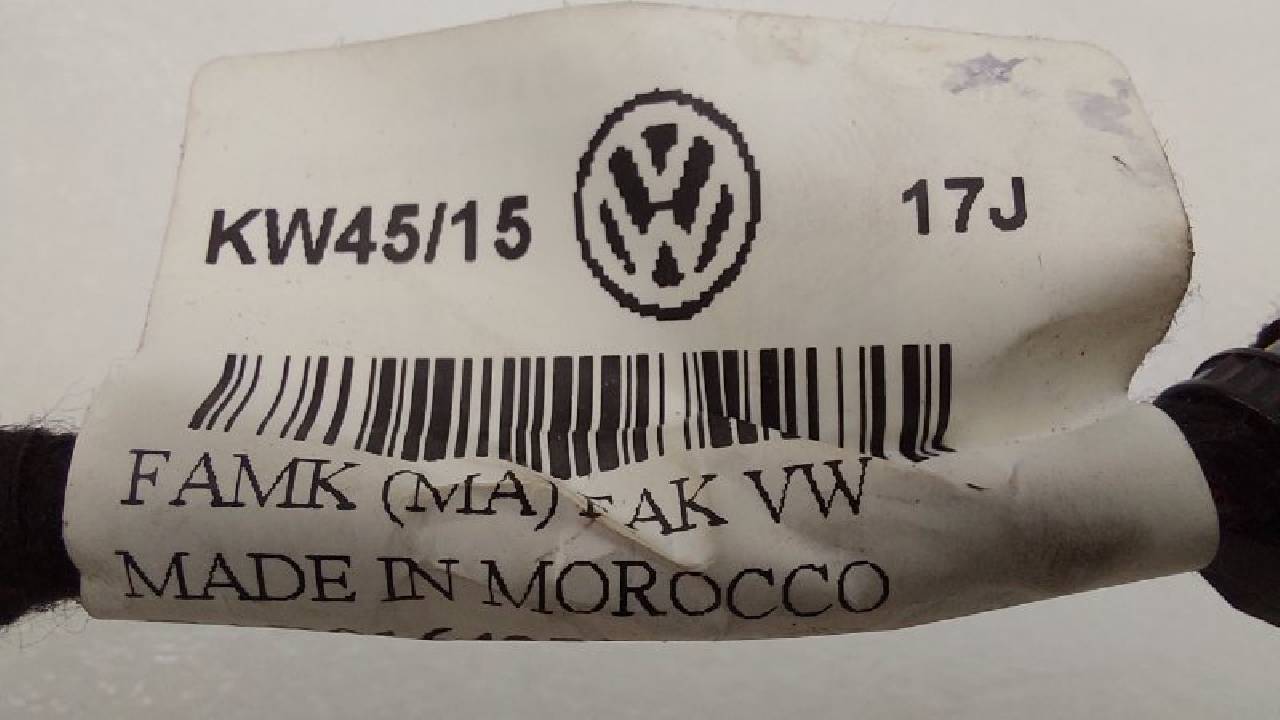 KW45/15 17J
FAMK (MA) FAK VW
MADE IN MOROCCO